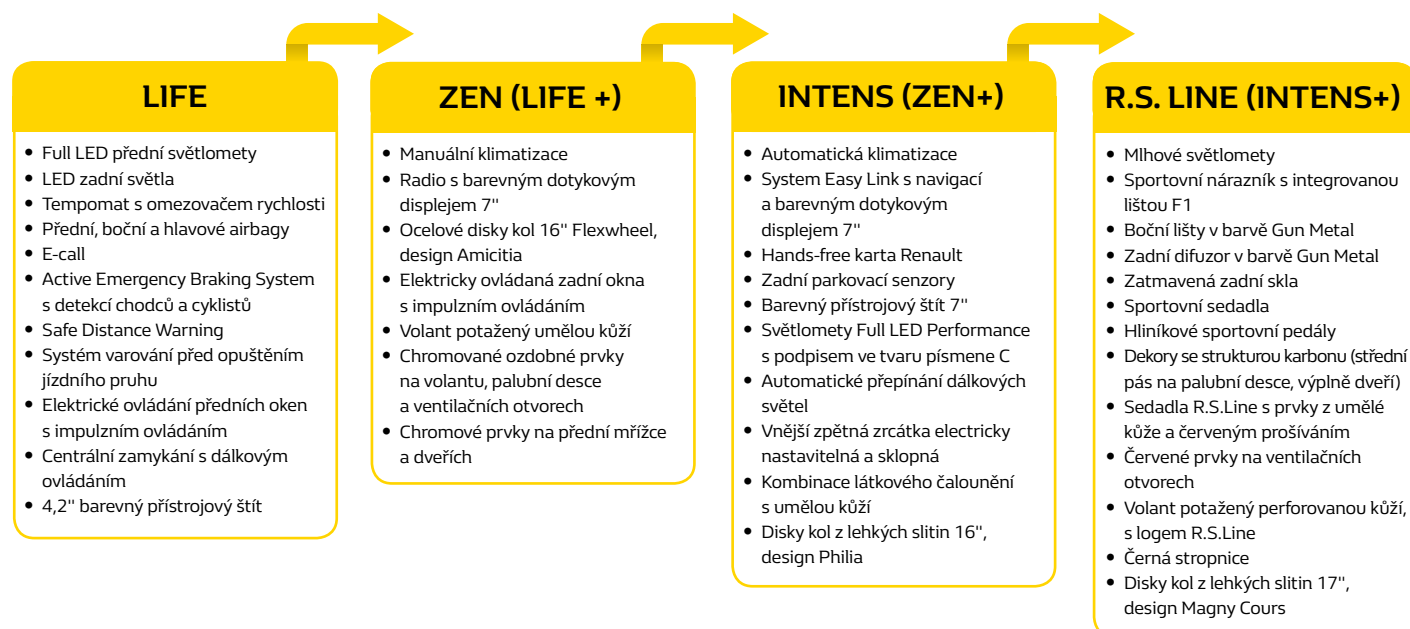 LIFE
Full LED přední světlomety
LED zadní světla
Tempomat s omezovačem rychlosti
Přední, boční a hlavové airbagy
E-call
Active Emergency Braking System
s detekcí chodců a cyklistů
Safe Distance Warning
Systém varování před opuštěním
jízdního pruhu
Elektrické ovládání předních oken
s impulzním ovládáním
Centrální zamykání s dálkovým
ovládáním
4,2" barevný přístrojový štít
ZEN (LIFE +)
Manuální klimatizace
Radio s barevným dotykovým
displejem 7"
Ocelové disky kol 16" Flexwheel,
design Amicitia
Elektricky ovládaná zadní okna
s impulzním ovládáním
Volant potažený umělou kůží
Chromované ozdobné prvky
na volantu, palubní desce
a ventilačních otvorech
Chromové prvky na přední mřížce
a dveřích
INTENS (ZEN+)
Automatická klimatizace
System Easy Link s navigací
a barevným dotykovým
displejem 7"
Hands-free karta Renault
Zadní parkovací senzory
Barevný přístrojový štít 7"
Světlomety Full LED Performance
s podpisem ve tvaru písmene C
Automatické přepínání dálkových
světel
Vnější zpětná zrcátka electricky
nastavitelná a sklopná
Kombinace látkového čalounění
s umělou kůží
Disky kol z lehkých slitin 16",
design Philia
R.S. LINE (INTENS+)
Mlhové světlomety
Sportovní nárazník s integrovanou
lištou F1
Boční lišty v barvě Gun Metal
Zadní difuzor v barvě Gun Metal
Zatmavená zadní skla
Sportovní sedadla
Hliníkové sportovní pedály
Dekory se strukturou karbonu (střední
pás na palubní desce, výplně dveří)
Sedadla R.S.Line s prvky z umělé
kůže a červeným prošíváním
Červené prvky na ventilačních
otvorech
Volant potažený perforovanou kůží,
s logem R.S.Line
Černá stropnice
Disky kol z lehkých slitin 17",
design Magny Cours